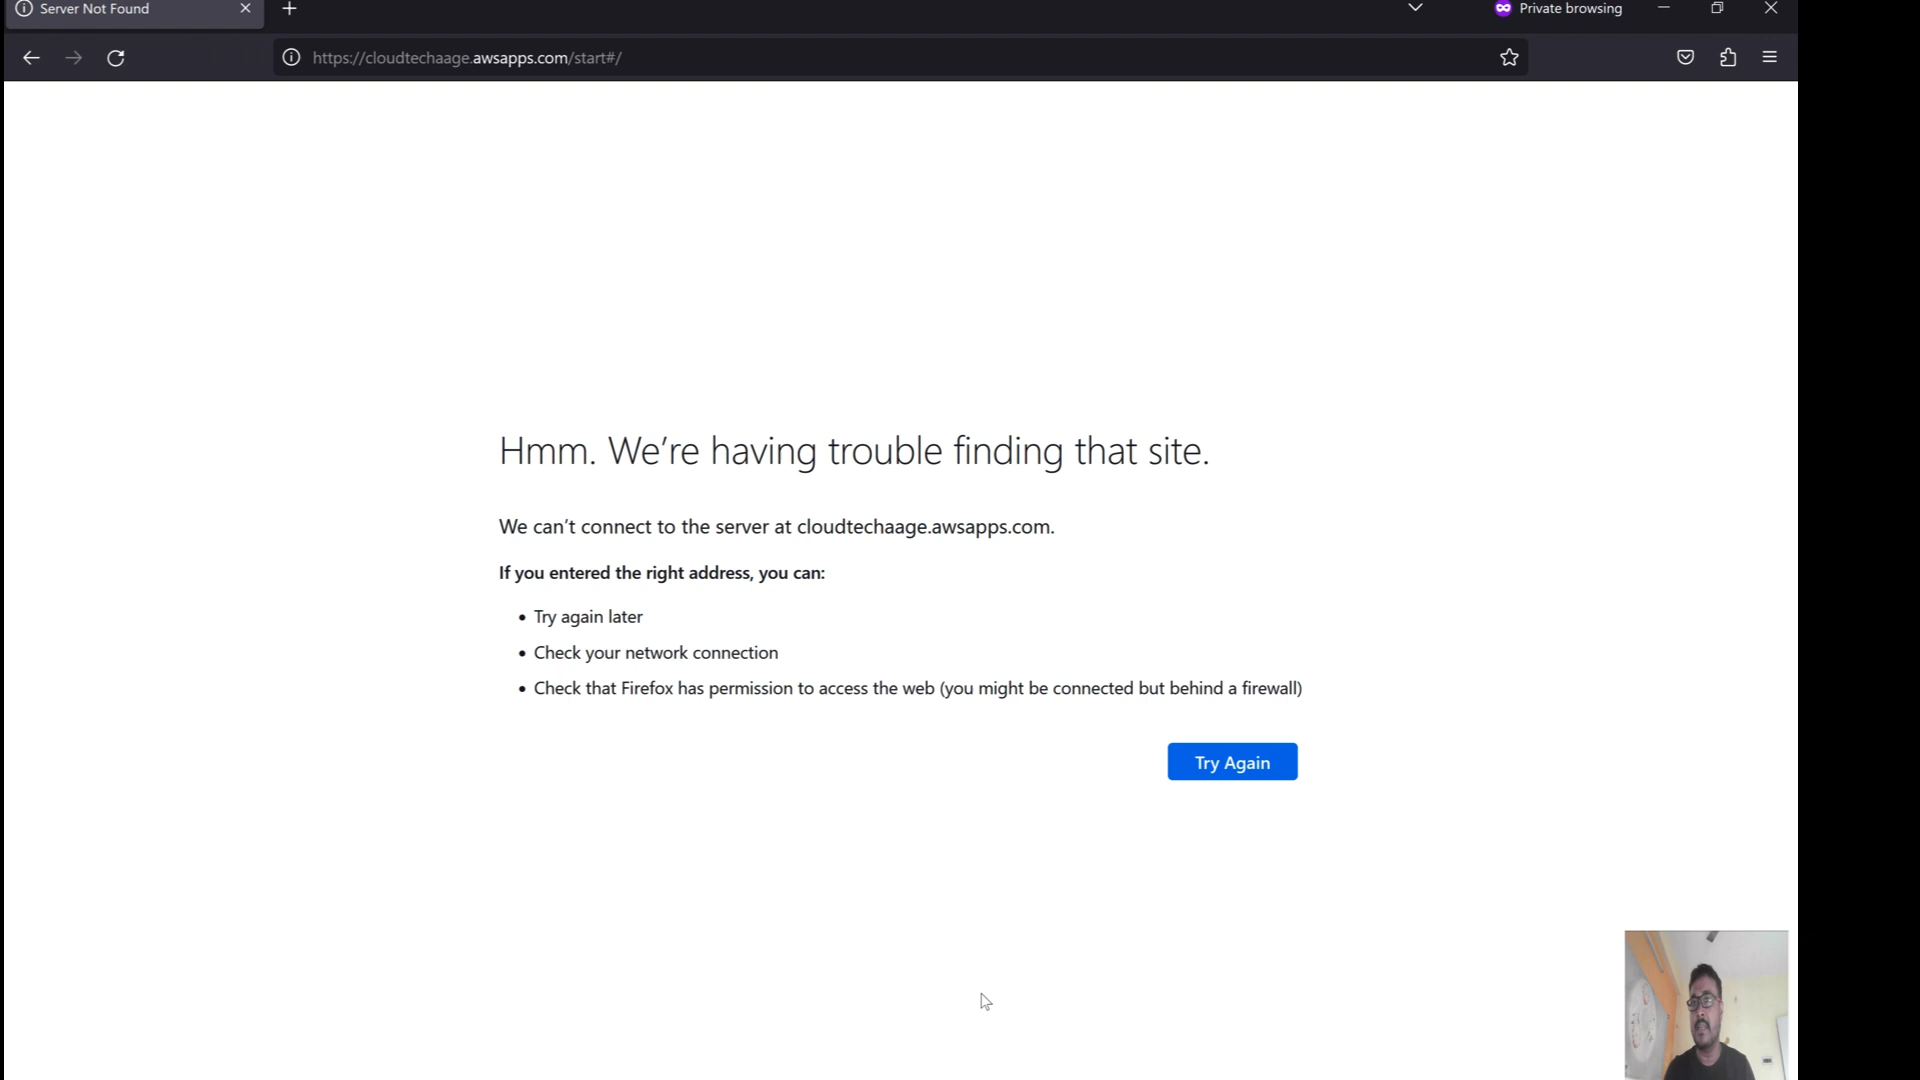 Server Not Found
Private browsing
https://cloudtechaage.awsapps.com/start#/
Hmm. We're having trouble finding that site.
We can't connect to the server at cloudtechaage.awsapps.com.
If you entered the right address, you can:
• Try again later
• Check your network connection
• Check that Firefox has permission to access the web (you might be connected but behind a firewall)
Try Again